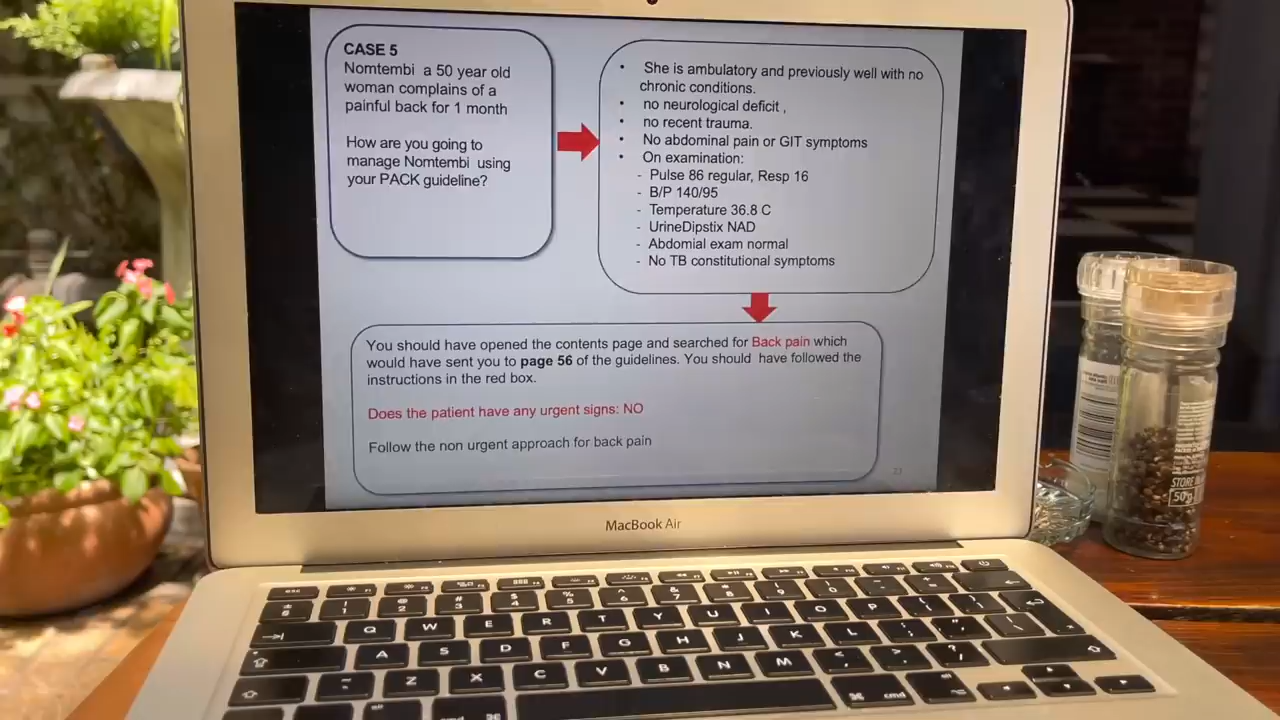 CASE 5
Nomtembi a 50 year old
woman complains of a
painful back for 1 month
How are you going to
manage Nomtembi using
your PACK guideline?
• She is ambulatory and previously well with no
chronic conditions.
• no neurological deficit ,
• no recent trauma.
• No abdominal pain or GIT symptoms
• On examination:
- Pulse 86 regular, Resp 16
- B/P 140/95
- Temperature 36.8 C
- UrineDipstix NAD
- Abdomial exam normal
- No TB constitutional symptoms
You should have opened the contents page and searched for Back pain which
would have sent you to page 56 of the guidelines. You should have followed the
instructions in the red box.
Does the patient have any urgent signs: NO
Follow the non urgent approach for back pain
23
MacBook Air
Q W E R T Y U I O P
A S D F G H J K L
Z X C V B N M
cmd
cmd
STORE IN
50g